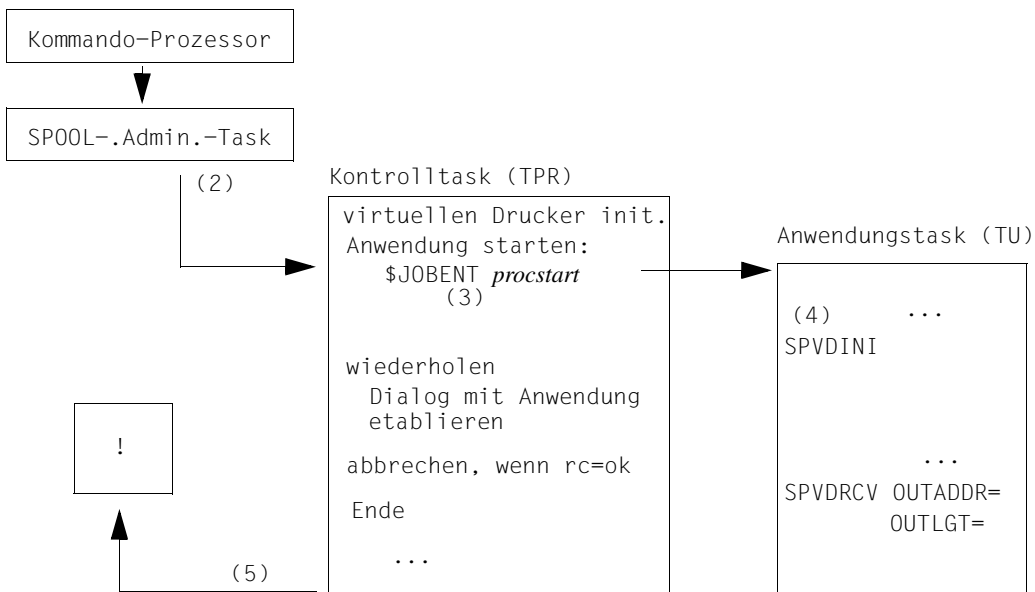 Kommando-Prozessor
SPOOL-.Admin.-Task
(2)
Kontrolltask (TPR)
virtuellen Drucker init.
Anwendung starten:
$JOBENT procstart
(3)
wiederholen
Dialog mit Anwendung
etablieren
abbrechen, wenn rc=ok
Ende
...
Anwendungstask (TU)
(4) ...
SPVDINI
...
SPVDRCV OUTADDR=
OUTLGT=
!
(5)